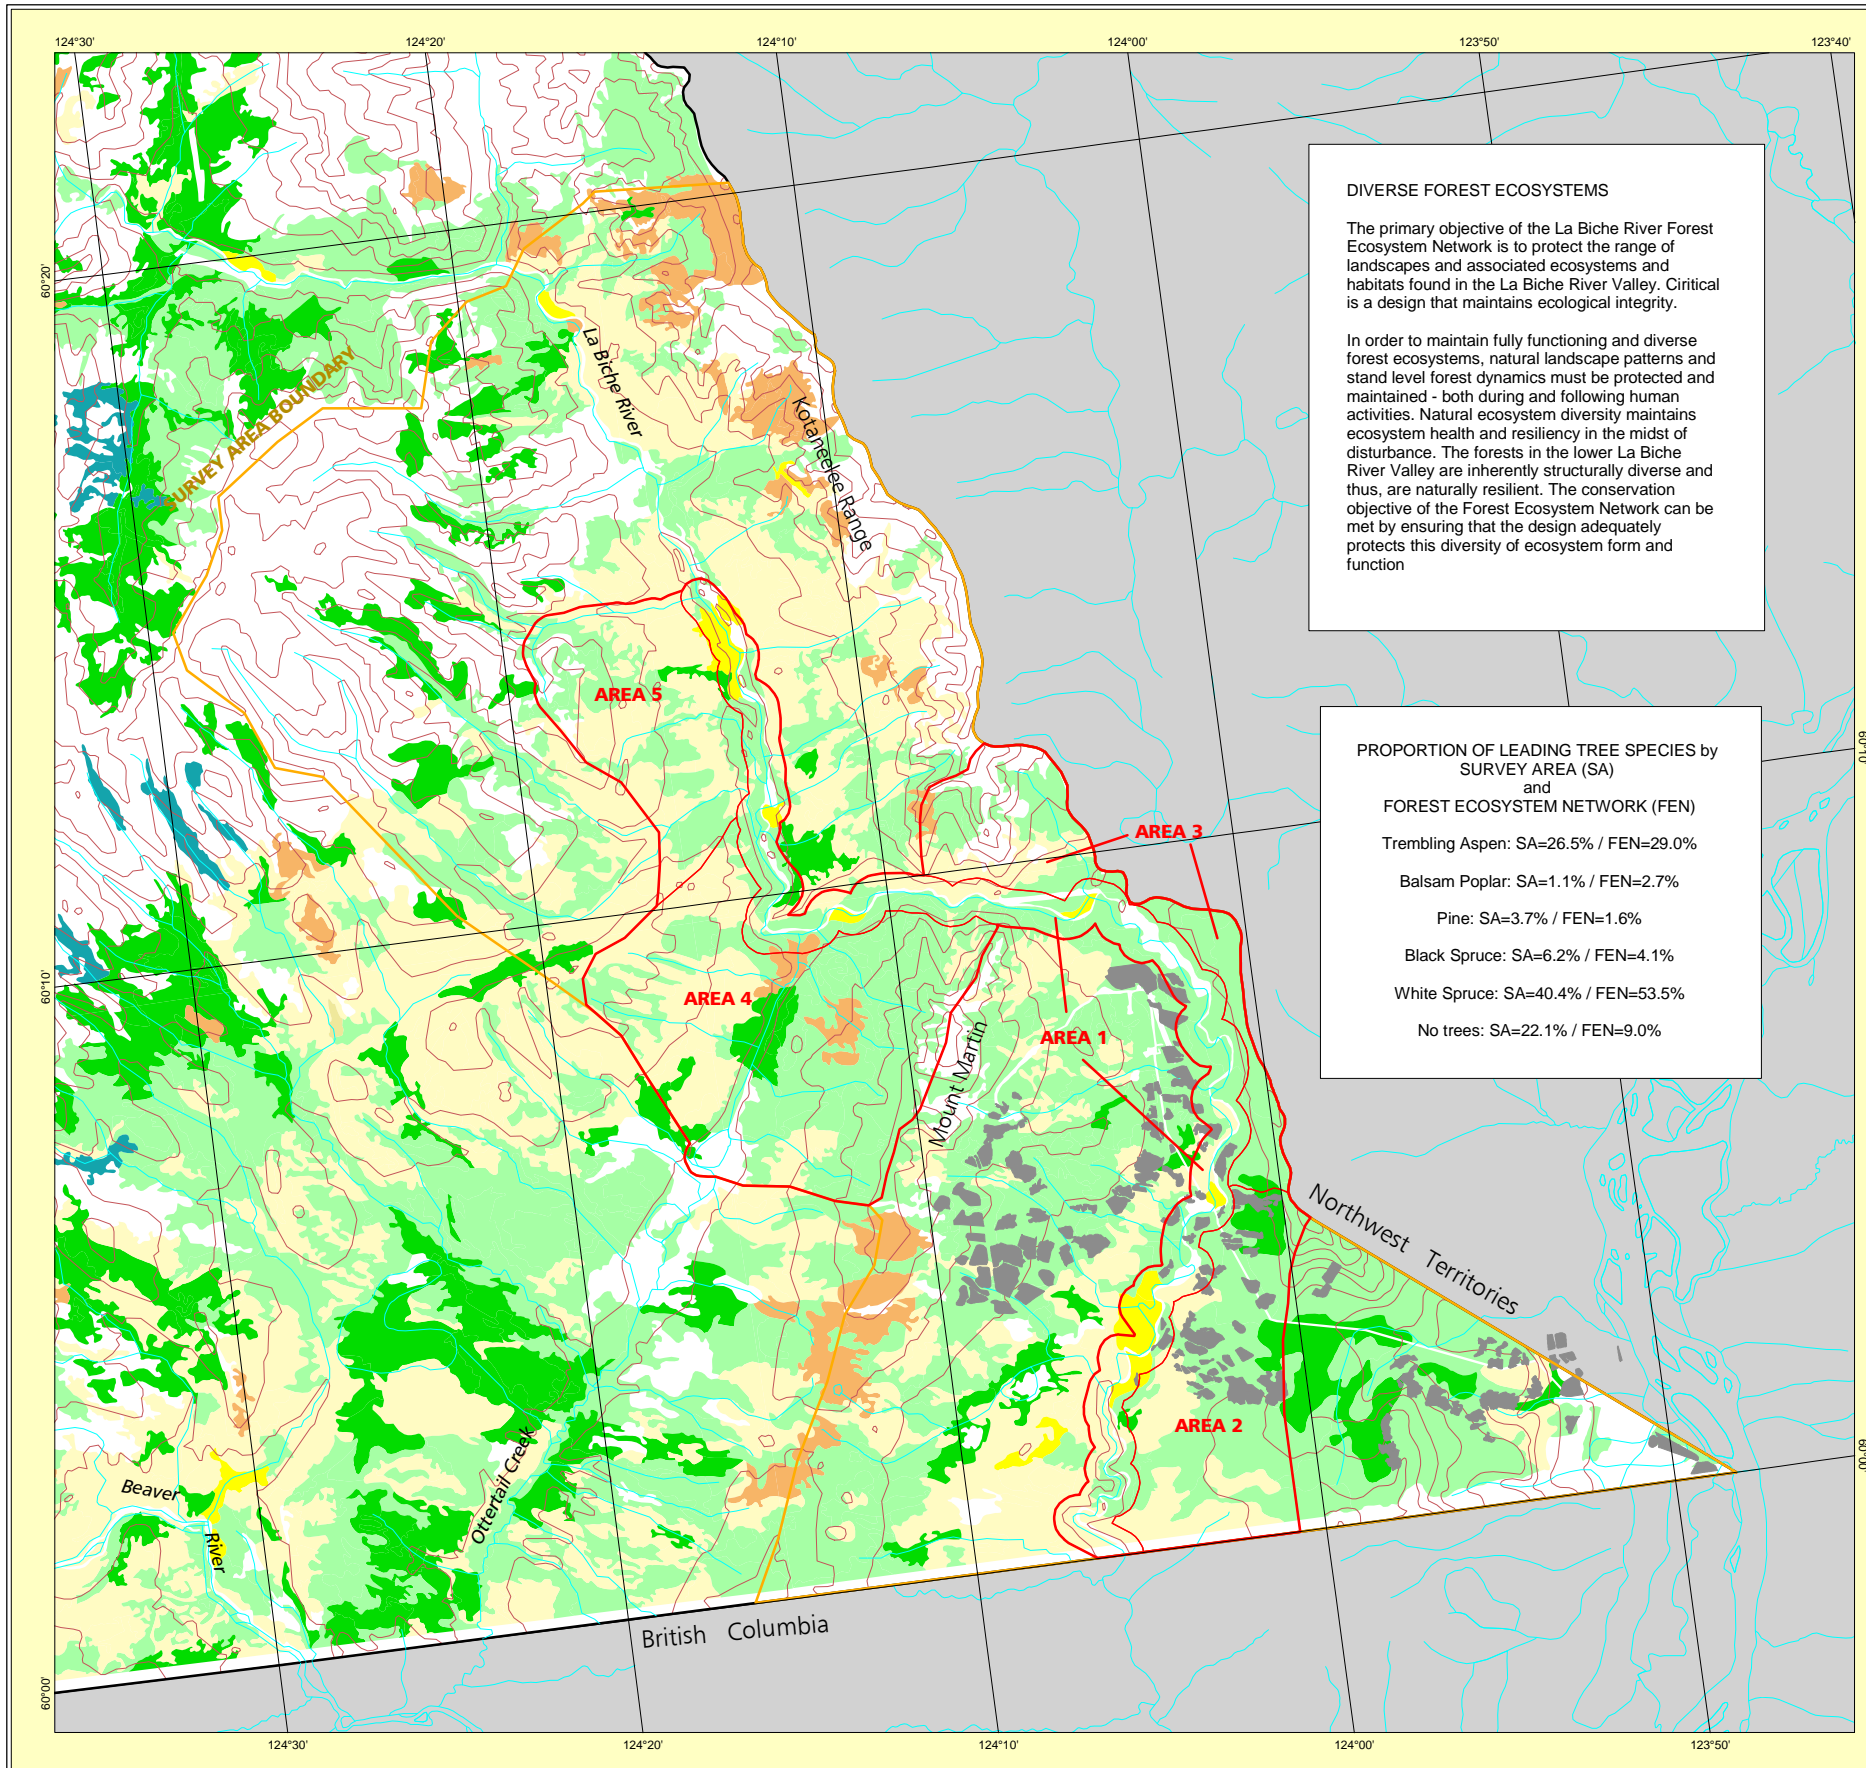 124°30'
124°20'
124°10'
124°00'
123°50'
123°40'
DIVERSE FOREST ECOSYSTEMS
The primary objective of the La Biche River Forest
Ecosystem Network is to protect the range of
landscapes and associated ecosystems and
habitats found in the La Biche River Valley. Ciritical
is a design that maintains ecological integrity.
In order to maintain fully functioning and diverse
forest ecosystems, natural landscape patterns and
stand level forest dynamics must be protected and
maintained - both during and following human
activities. Natural ecosystem diversity maintains
ecosystem health and resiliency in the midst of
disturbance. The forests in the lower La Biche
River Valley are inherently structurally diverse and
thus, are naturally resilient. The conservation
objective of the Forest Ecosystem Network can be
met by ensuring that the design adequately
protects this diversity of ecosystem form and
function
60°20'
La Biche River
SURVEY AREA BOUNDARY
Kotaneelee Range
AREA 5
PROPORTION OF LEADING TREE SPECIES by
SURVEY AREA (SA)
and
FOREST ECOSYSTEM NETWORK (FEN)
Trembling Aspen: SA=26.5% / FEN=29.0%
Balsam Poplar: SA=1.1% / FEN=2.7%
Pine: SA=3.7% / FEN=1.6%
Black Spruce: SA=6.2% / FEN=4.1%
White Spruce: SA=40.4% / FEN=53.5%
No trees: SA=22.1% / FEN=9.0%
60°10'
AREA 3
60°10'
AREA 4
AREA 1
Mount Martin
Northwest Territories
AREA 2
60°00'
Beaver
River
Ottertail Creek
British Columbia
60°00'
124°30'
124°20'
124°10'
124°00'
123°50'